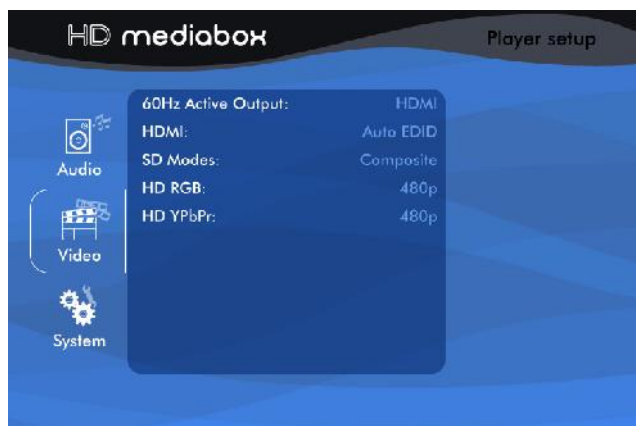 HD mediabox
Player setup
Audio
Video
System
60Hz Active Output: HDMI
HDMI: Auto EDID
SD Modes: Composite
HD RGB: 480p
HD YPbPr: 480p